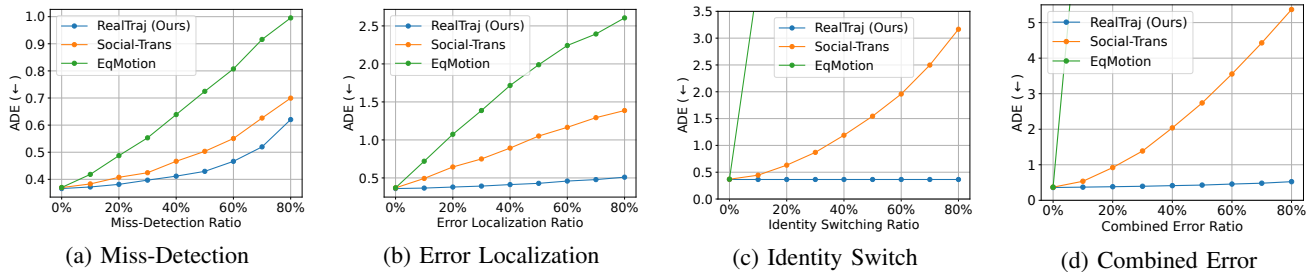 RealTraj (Ours)
Social-Trans
EqMotion
1.0
0.9
0.8
0.7
0.6
0.5
0.4
ADE (←)
0%
20%
40%
60%
80%
Miss-Detection Ratio
(a) Miss-Detection
RealTraj (Ours)
Social-Trans
EqMotion
2.5
2.0
1.5
1.0
0.5
ADE (←)
0%
20%
40%
60%
80%
Error Localization Ratio
(b) Error Localization
RealTraj (Ours)
Social-Trans
EqMotion
3.5
3.0
2.5
2.0
1.5
1.0
0.5
0.0
ADE (←)
0%
20%
40%
60%
80%
Identity Switching Ratio
(c) Identity Switch
RealTraj (Ours)
Social-Trans
EqMotion
5
4
3
2
1
0
ADE (←)
0%
20%
40%
60%
80%
Combined Error Ratio
(d) Combined Error